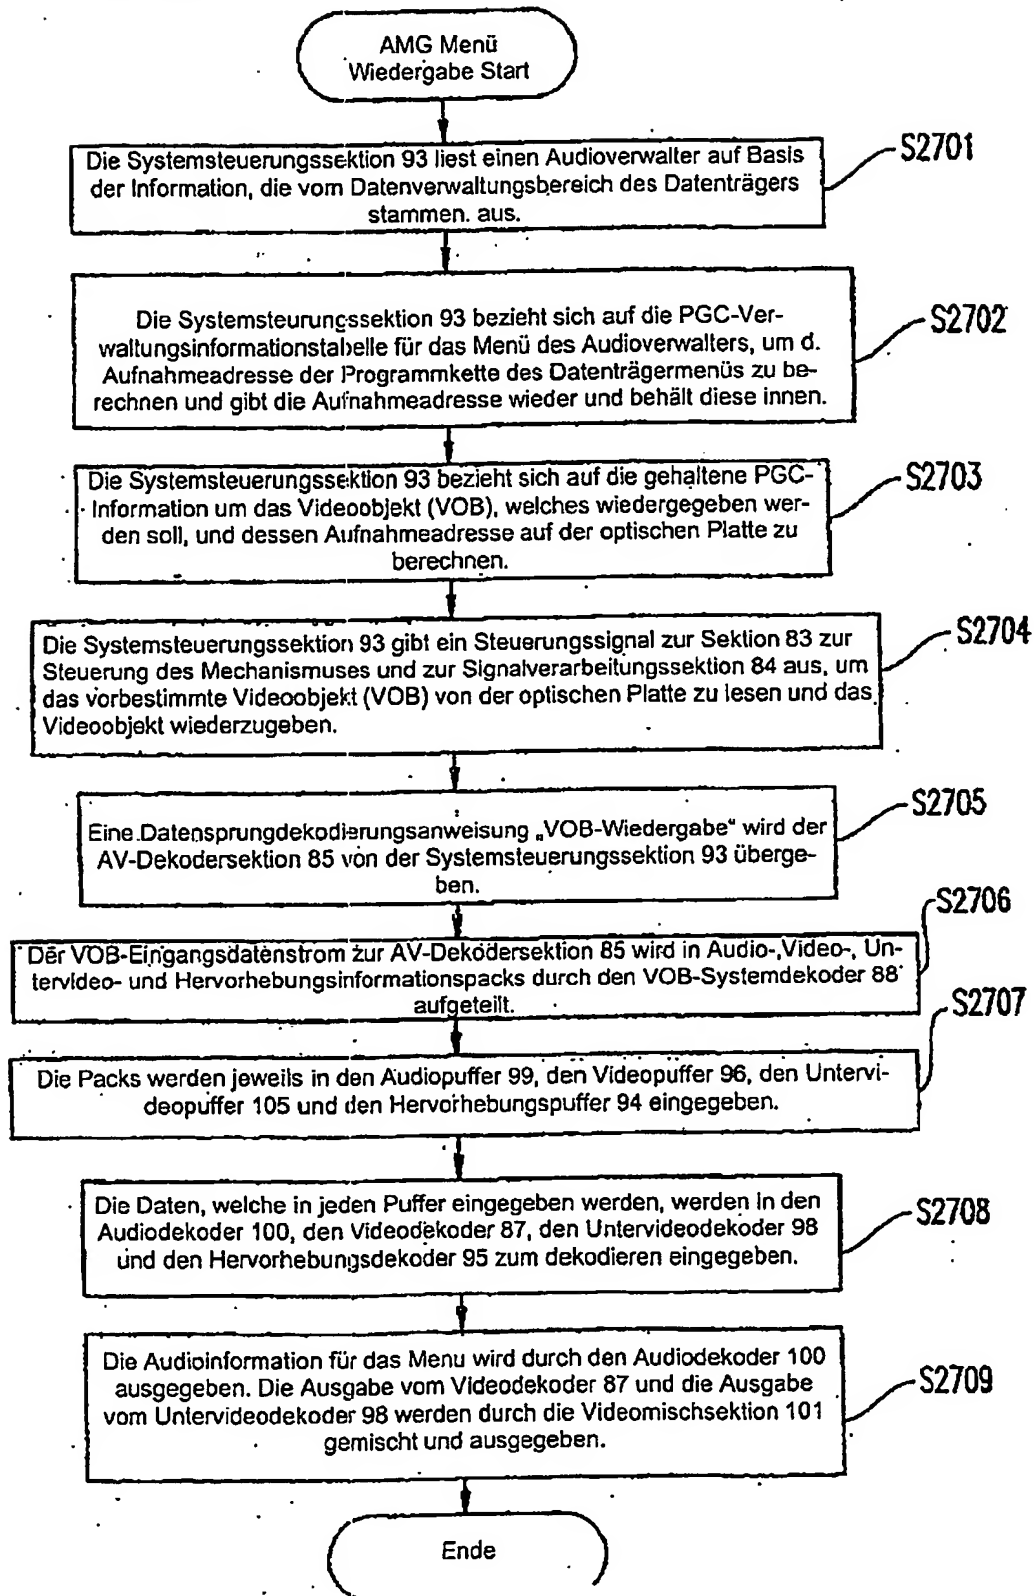 AMG Menü
Wiedergabe Start
Die Systemsteuerungssektion 93 liest einen Audioverwalter auf Basis
der Information, die vom Datenverwaltungsbereich des Datenträgers
stammen. aus.
S2701
Die Systemsteurungssektion 93 bezieht sich auf die PGC-Ver-
waltungsinformationstabelle für das Menü des Audioverwalters, um d.
Aufnahmeadresse der Programmkette des Datenträgermenüs zu be-
rechnen und gibt die Aufnahmeadresse wieder und behält diese innen.
S2702
Die Systemsteuerungssektion 93 bezieht sich auf die gehaltene PGC-
Information um das Videoobjekt (VOB), welches wiedergegeben wer-
den soll, und dessen Aufnahmeadresse auf der optischen Platte zu
berechnen.
S2703
Die Systemsteuerungssektion 93 gibt ein Steuerungssignal zur Sektion 83 zur
Steuerung des Mechanismuses und zur Signalverarbeitungssektion 84 aus, um
das vorbestimmte Videoobjekt (VOB) von der optischen Platte zu lesen und das
Videoobjekt wiederzugeben.
S2704
Eine Datensprungdekodierungsanweisung „VOB-Wiedergabe“ wird der
AV-Dekodersektion 85 von der Systemsteuerungssektion 93 überge-
ben.
S2705
Der VOB-Eingangsdatenstrom zur AV-Dekodersektion 85 wird in Audio-,Video-, Un-
tervideo- und Hervorhebungsinformationspacks durch den VOB-Systemdekoder 88
aufgeteilt.
S2706
Die Packs werden jeweils in den Audiopuffer 99, den Videopuffer 96, den Untervi-
deopuffer 105 und den Hervorhebungspuffer 94 eingegeben.
S2707
Die Daten, welche in jeden Puffer eingegeben werden, werden in den
Audiodekoder 100, den Videodekoder 87, den Untervideodekoder 98
und den Hervorhebungsdekoder 95 zum dekodieren eingegeben.
S2708
Die Audioinformation für das Menu wird durch den Audiodekoder 100
ausgegeben. Die Ausgabe vom Videodekoder 87 und die Ausgabe
vom Untervideodekoder 98 werden durch die Videomischsektion 101
gemischt und ausgegeben.
S2709
Ende